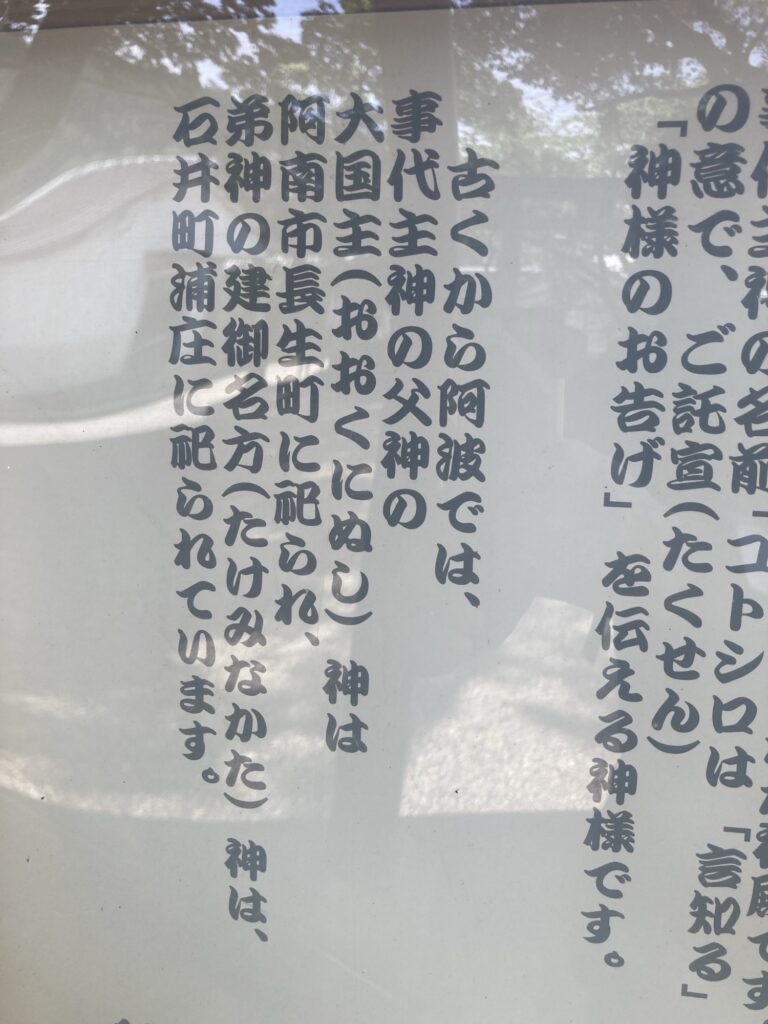 事代主神の名前「コトシロは「言知る」
の意で、ご託宣(たくせん)
「神様のお告げ」を伝える神様です。
古くから阿波では、
事代主神の父神の
大国主(おおくにぬし)神は
阿南市長生町に祀られ、
弟神の建御名方(たけみなかた)神は、
石井町浦庄に祀られています。